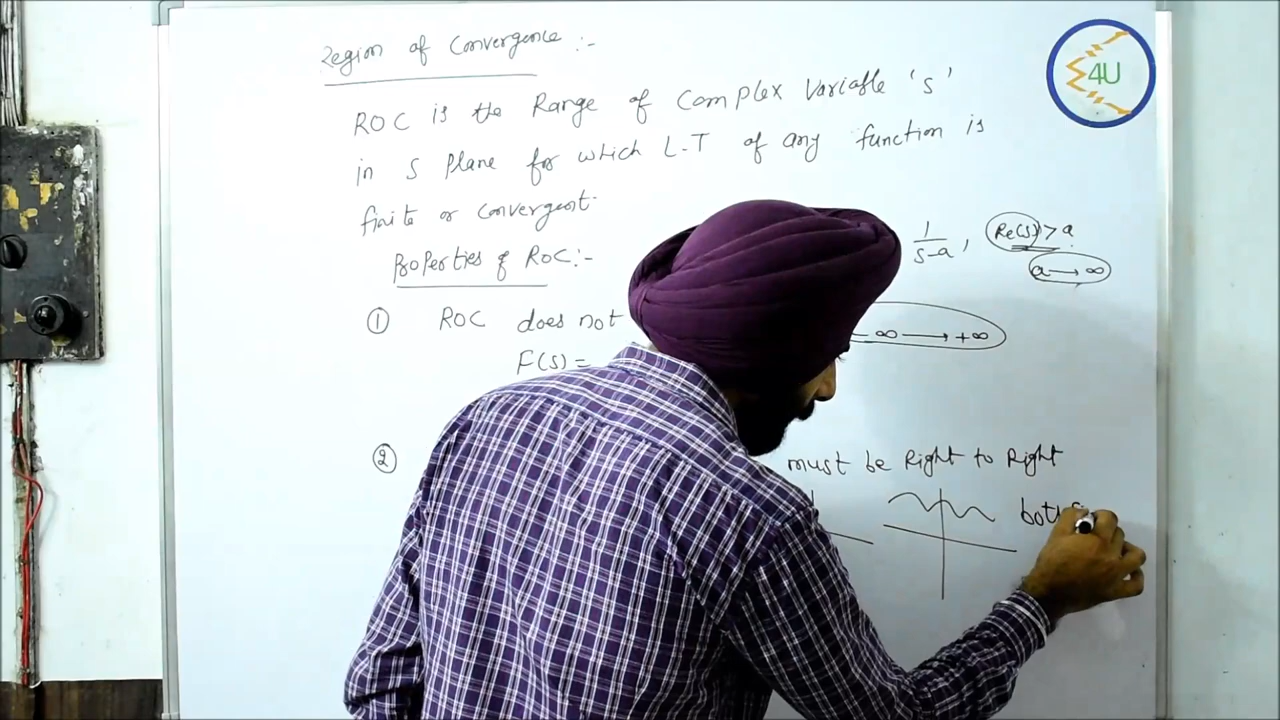 Region of Convergence :-
4U
ROC is the Range of Complex Variable 's'
in S plane for which L-T of any function is
finite or convergent.
Properties of ROC:-
1/s-a , Re(s) > a
a → ∞
① ROC does not
∞ → +∞
F(s) =
② must be Right to Right
both